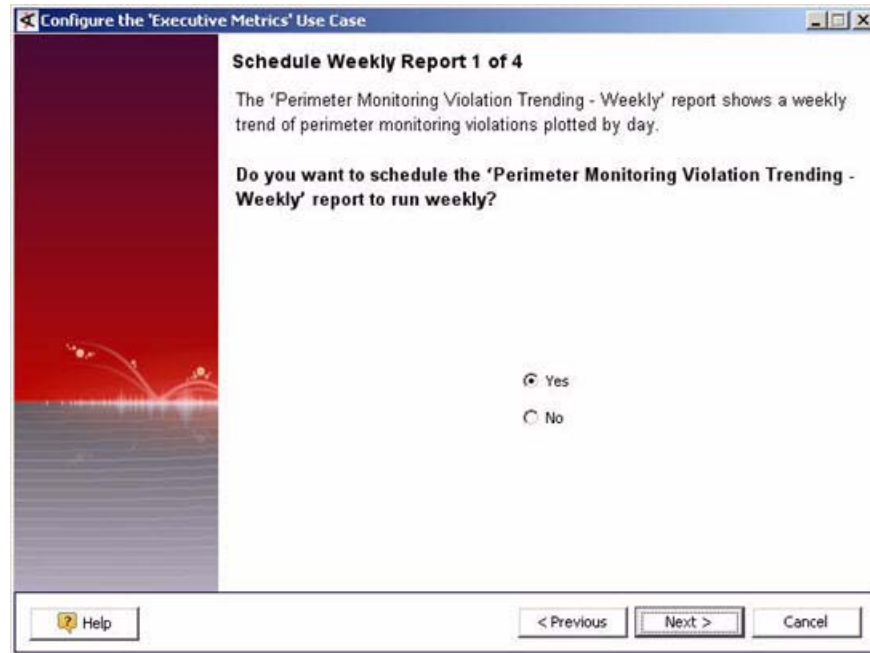 Configure the 'Executive Metrics' Use Case
Schedule Weekly Report 1 of 4
The 'Perimeter Monitoring Violation Trending - Weekly' report shows a weekly
trend of perimeter monitoring violations plotted by day.
Do you want to schedule the 'Perimeter Monitoring Violation Trending -
Weekly' report to run weekly?
Yes
No
Help
< Previous
Next >
Cancel